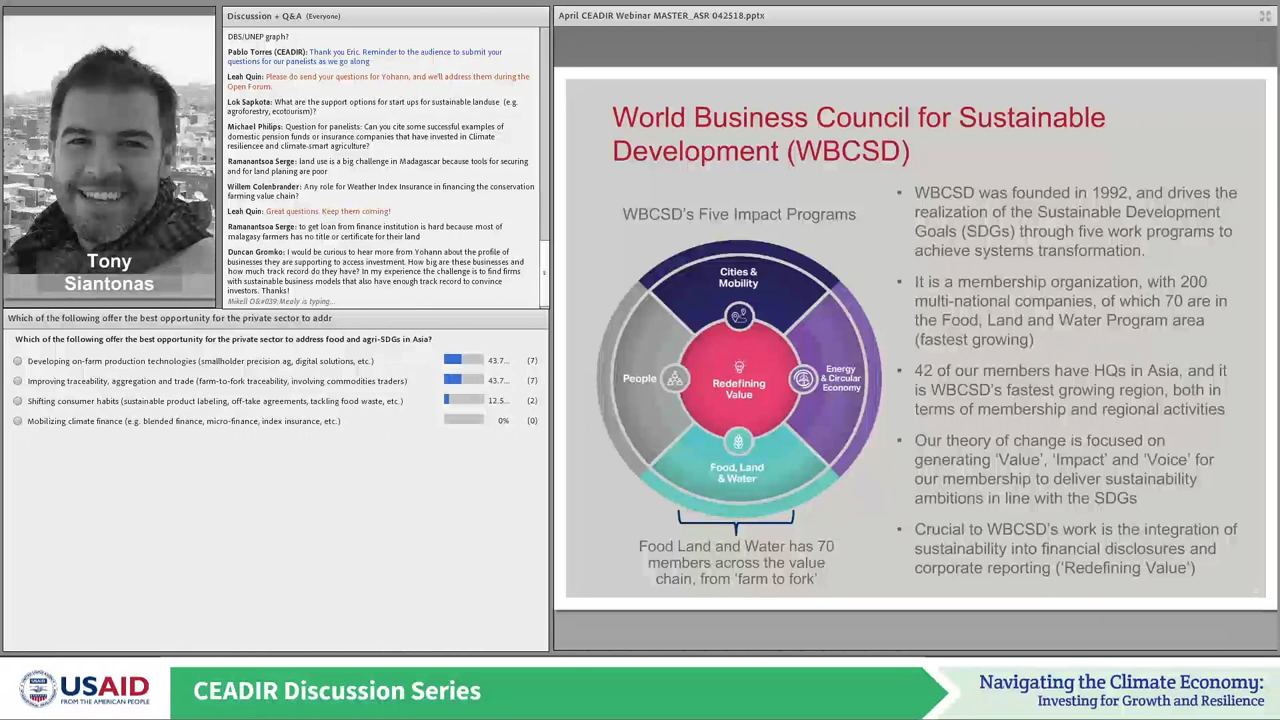 Tony
Siantonas
Discussion + Q&A (Everyone)
DBS/UNEP graph?
Pablo Torres (CEADIR): Thank you Eric. Reminder to the audience to submit your
questions for our panelists as we go along
Leah Quin: Please do send your questions for Yohann, and we'll address them during the
Open Forum.
Lok Sapkota: What are the support options for start ups for sustainable landuse (e.g.
agroforestry, ecotourism)?
Michael Philips: Question for panelists: Can you cite some successful examples of
domestic pension funds or insurance companies that have invested in Climate
resiliencee and climate-smart agriculture?
Ramanantsoa Serge: land use is a big challenge in Madagascar because tools for securing
and for land planing are poor
Willem Colenbrander: Any role for Weather Index Insurance in financing the conservation
farming value chain?
Leah Quin: Great questions. Keep them coming!
Ramanantsoa Serge: to get loan from finance institution is hard because most of
malagasy farmers has no title or certificate for their land
Duncan Gromko: I would be curious to hear more from Yohann about the profile of
businesses they are supporting to access investment. How big are these businesses and
how much track record do they have? In my experience the challenge is to find firms
with sustainable business models that also have enough track record to convince
investors. Thanks!
Mikell O&#039;Mealy is typing...
Which of the following offer the best opportunity for the private sector to addr
Which of the following offer the best opportunity for the private sector to address food and agri-SDGs in Asia?
Developing on-farm production technologies (smallholder precision ag, digital solutions, etc.) 43.7... (7)
Improving traceability, aggregation and trade (farm-to-fork traceability, involving commodities traders) 43.7... (7)
Shifting consumer habits (sustainable product labeling, off-take agreements, tackling food waste, etc.) 12.5... (2)
Mobilizing climate finance (e.g. blended finance, micro-finance, index insurance, etc.) 0% (0)
April CEADIR Webinar MASTER_ASR 042518.pptx
World Business Council for Sustainable
Development (WBCSD)
WBCSD's Five Impact Programs
Cities &
Mobility
People
Redefining
Value
Energy
& Circular
Economy
Food, Land
& Water
Food Land and Water has 70
members across the value
chain, from 'farm to fork'
• WBCSD was founded in 1992, and drives the
realization of the Sustainable Development
Goals (SDGs) through five work programs to
achieve systems transformation.
• It is a membership organization, with 200
multi-national companies, of which 70 are in
the Food, Land and Water Program area
(fastest growing)
• 42 of our members have HQs in Asia, and it
is WBCSD's fastest growing region, both in
terms of membership and regional activities
• Our theory of change is focused on
generating 'Value', 'Impact' and 'Voice' for
our membership to deliver sustainability
ambitions in line with the SDGs
• Crucial to WBCSD's work is the integration of
sustainability into financial disclosures and
corporate reporting ('Redefining Value')
USAID
FROM THE AMERICAN PEOPLE
CEADIR Discussion Series
Navigating the Climate Economy:
Investing for Growth and Resilience